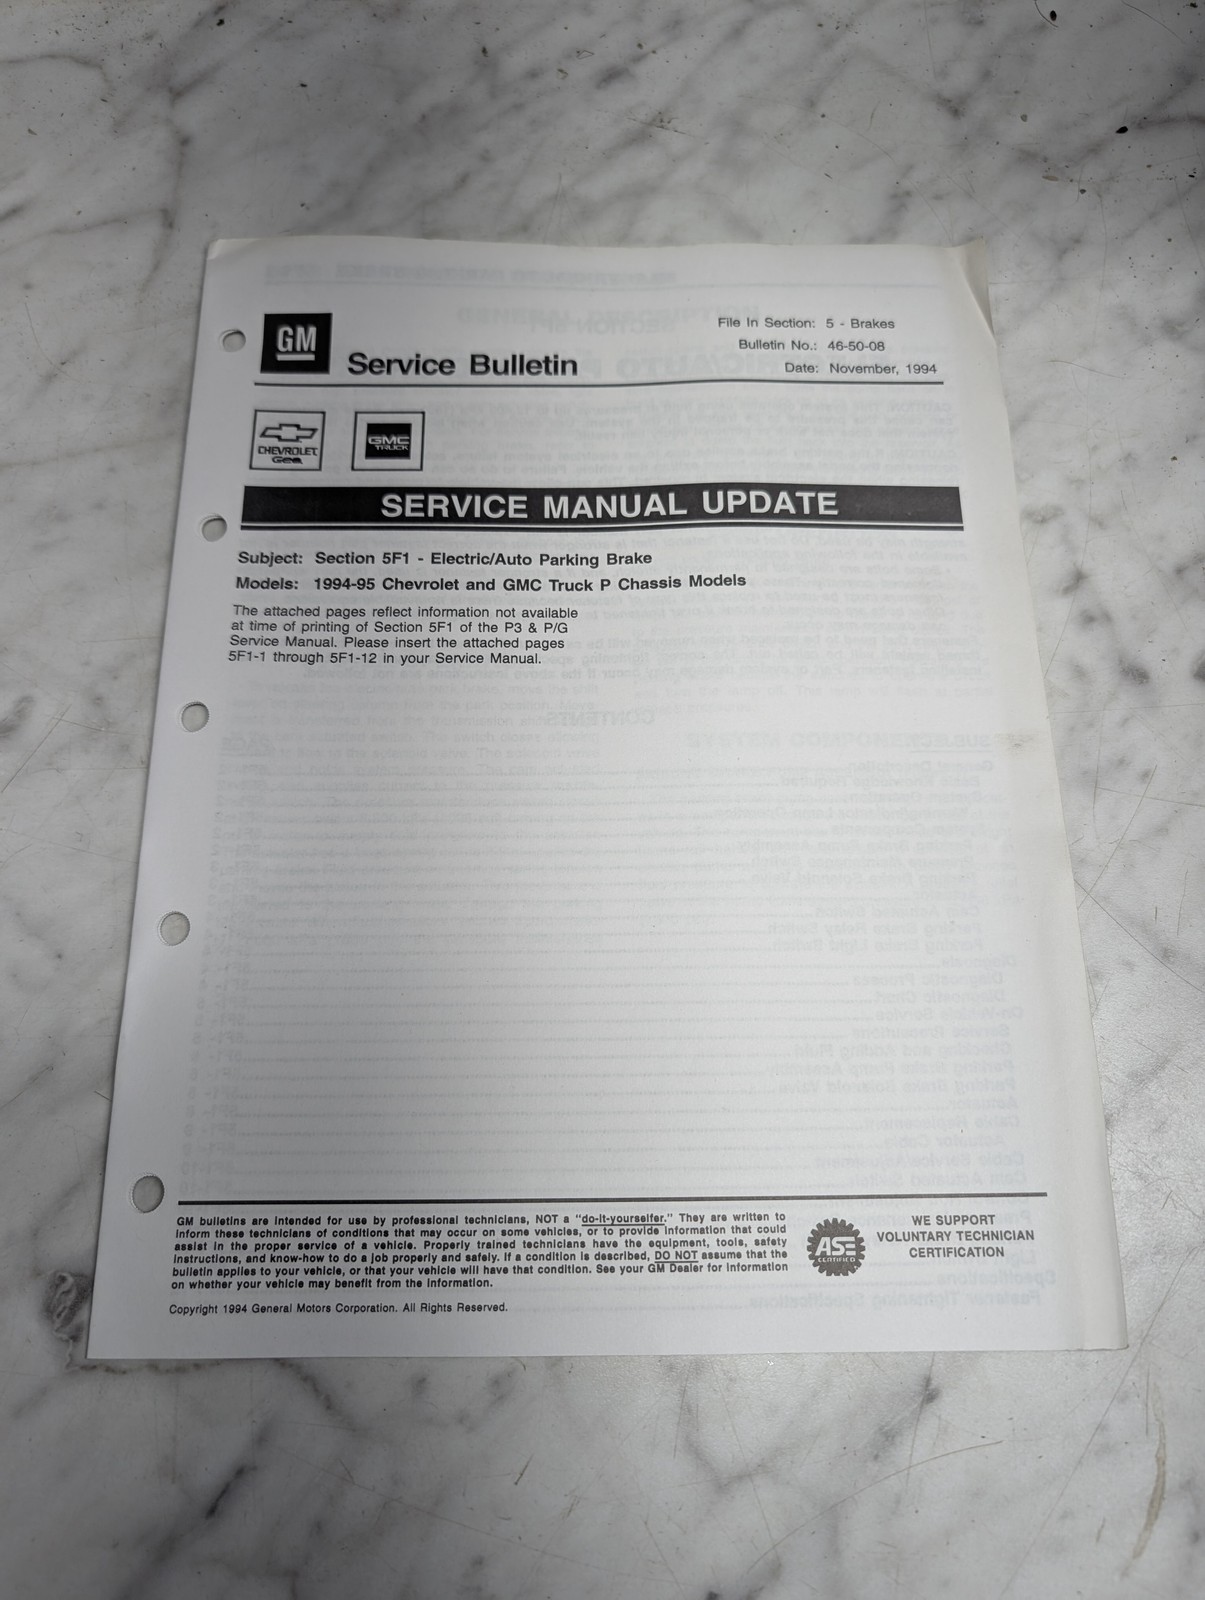 GM
Service Bulletin
File In Section: 5 - Brakes
Bulletin No.: 46-50-08
Date: November, 1994
CHEVROLET
Geo
GMC
TRUCK
SERVICE MANUAL UPDATE
Subject: Section 5F1 - Electric/Auto Parking Brake
Models: 1994-95 Chevrolet and GMC Truck P Chassis Models
The attached pages reflect information not available
at time of printing of Section 5F1 of the P3 & P/G
Service Manual. Please insert the attached pages
5F1-1 through 5F1-12 in your Service Manual.
GM bulletins are intended for use by professional technicians, NOT a "do-it-yourselfer." They are written to
inform these technicians of conditions that may occur on some vehicles, or to provide information that could
assist in the proper service of a vehicle. Properly trained technicians have the equipment, tools, safety
instructions, and know-how to do a job properly and safely. If a condition is described, DO NOT assume that the
bulletin applies to your vehicle, or that your vehicle will have that condition. See your GM Dealer for information
on whether your vehicle may benefit from the information.
ASE
CERTIFIED
WE SUPPORT
VOLUNTARY TECHNICIAN
CERTIFICATION
Copyright 1994 General Motors Corporation. All Rights Reserved.